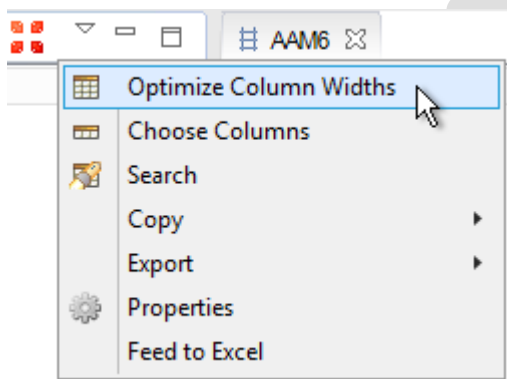 AAM6
Optimize Column Widths
Choose Columns
Search
Copy
Export
Properties
Feed to Excel